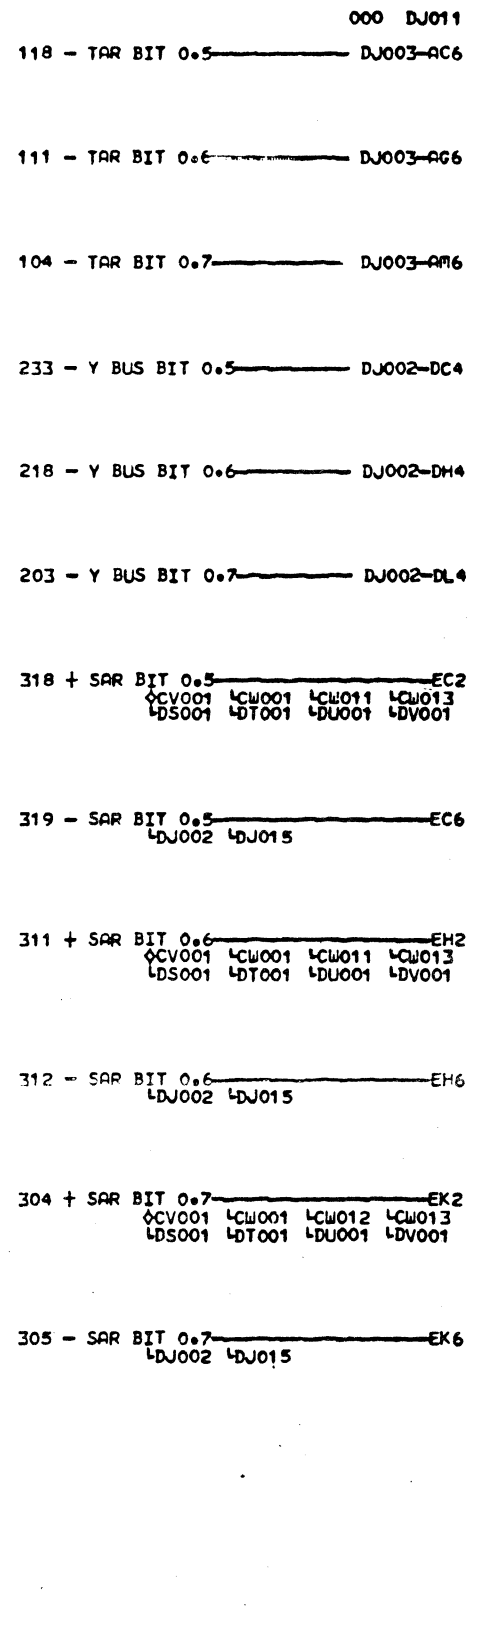 000 DJ011
118 - TAR BIT 0.5 DJ003-AC6
111 - TAR BIT 0.6 DJ003-AG6
104 - TAR BIT 0.7 DJ003-AM6
233 - Y BUS BIT 0.5 DJ002-DC4
218 - Y BUS BIT 0.6 DJ002-DH4
203 - Y BUS BIT 0.7 DJ002-DL4
318 + SAR BIT 0.5 EC2
CV001 CW001 CW011 CW013
DS001 DT001 DU001 DV001
319 - SAR BIT 0.5 EC6
DJ002 DJ015
311 + SAR BIT 0.6 EH2
CV001 CW001 CW011 CW013
DS001 DT001 DU001 DV001
312 - SAR BIT 0.6 EH6
DJ002 DJ015
304 + SAR BIT 0.7 EK2
CV001 CW001 CW012 CW013
DS001 DT001 DU001 DV001
305 - SAR BIT 0.7 EK6
DJ002 DJ015